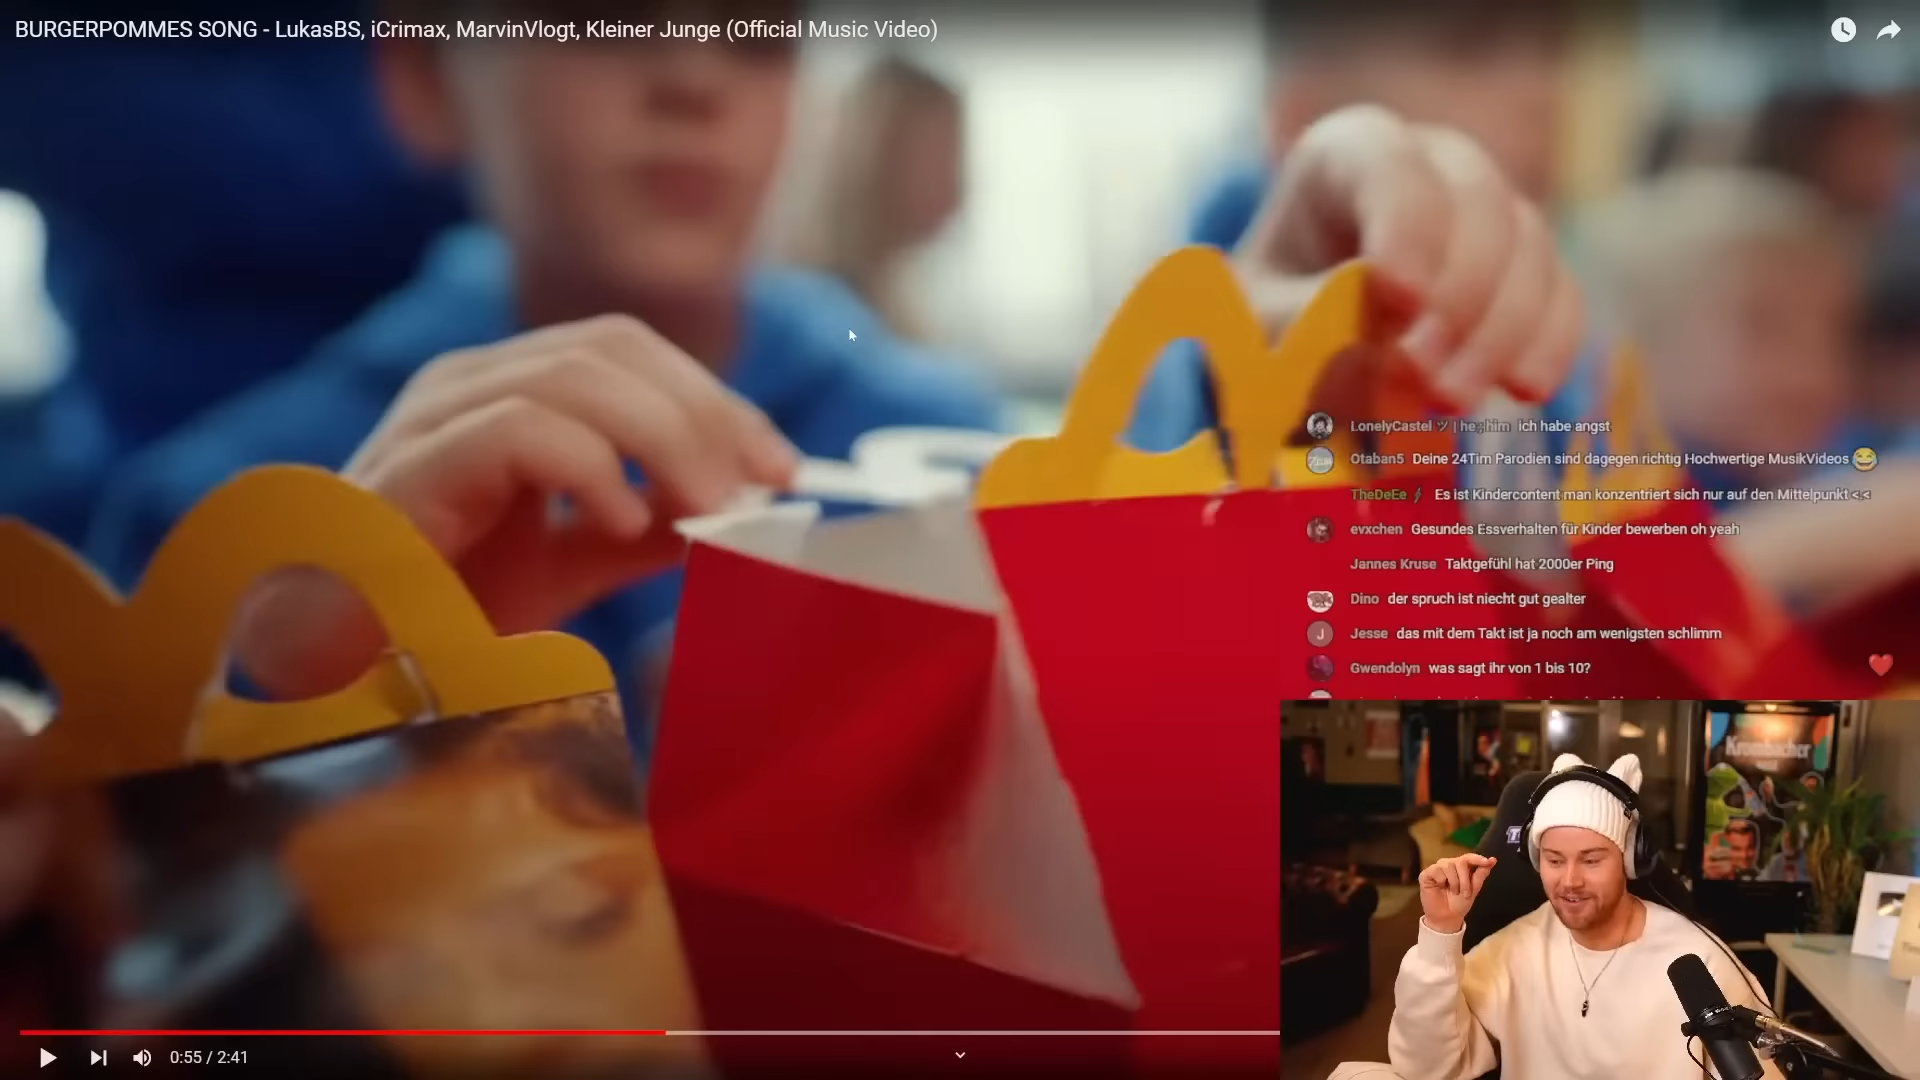 BURGERPOMMES SONG - LukasBS, iCrimax, MarvinVlogt, Kleiner Junge (Official Music Video)
LonelyCastel ツ | he;him ich habe angst
Otaban5 Deine 24Tim Parodien sind dagegen richtig Hochwertige MusikVideos 😂
TheDeEe Es ist Kindercontent man konzentriert sich nur auf den Mittelpunkt <<
evxchen Gesundes Essverhalten für Kinder bewerben oh yeah
Jannes Kruse Taktgefühl hat 2000er Ping
Dino der spruch ist niecht gut gealter
J Jesse das mit dem Takt ist ja noch am wenigsten schlimm
Gwendolyn was sagt ihr von 1 bis 10?
Krombacher
0:55 / 2:41